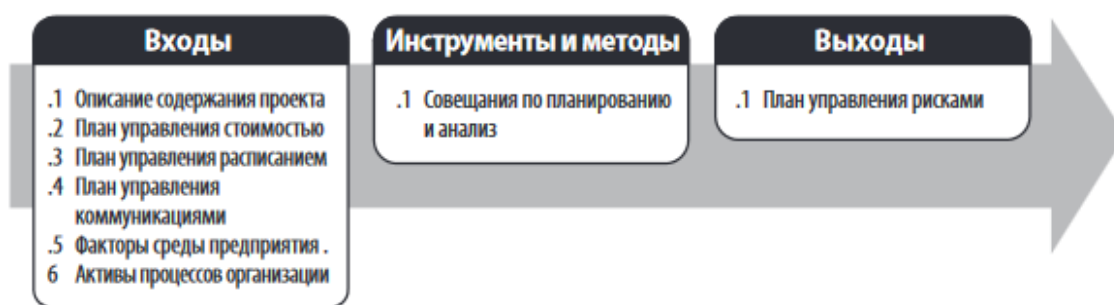 Входы
.1 Описание содержания проекта
.2 План управления стоимостью
.3 План управления расписанием
.4 План управления
коммуникациями
.5 Факторы среды предприятия .
6 Активы процессов организации
Инструменты и методы
.1 Совещания по планированию
и анализ
Выходы
.1 План управления рисками